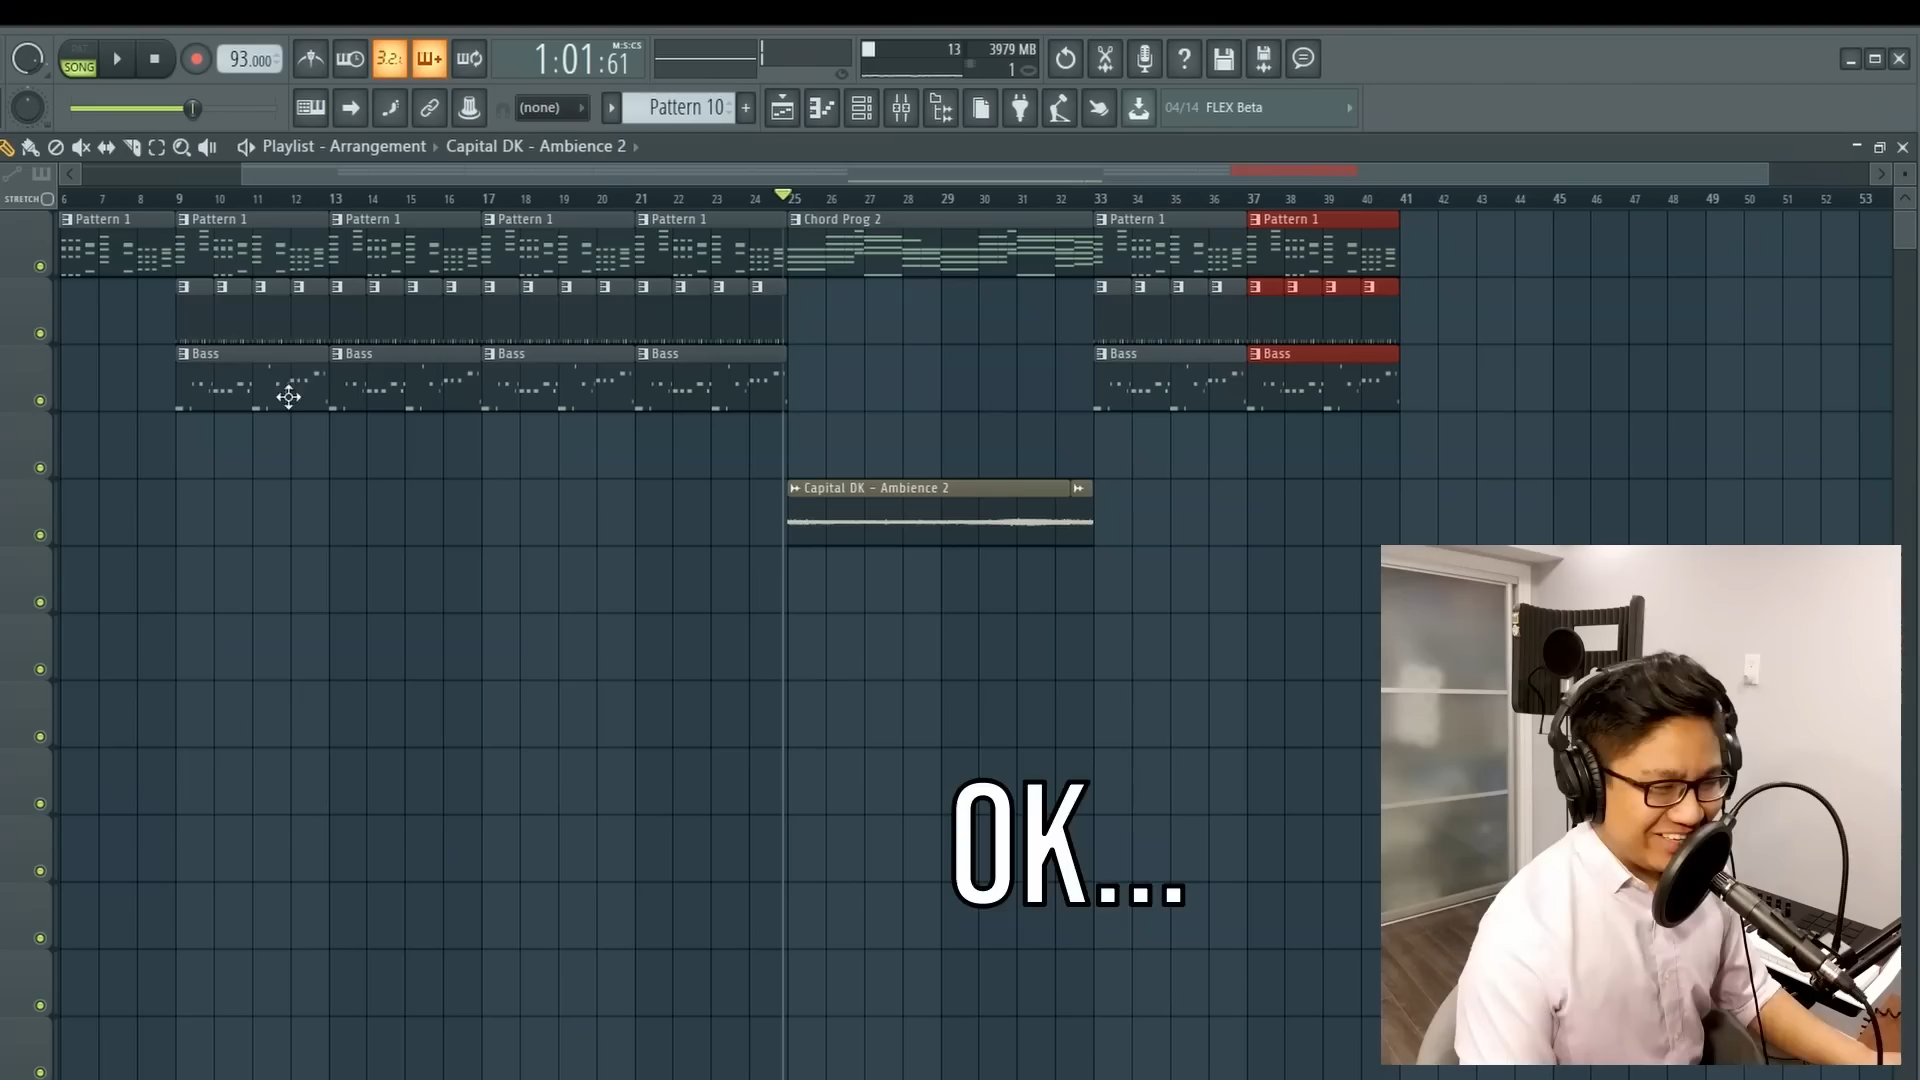 PAT
SONG
93.000
3.2.
1:01:61
M:S:CS
13
3979 MB
1
(none)
Pattern 10
+
04/14 FLEX Beta
Playlist - Arrangement
Capital DK - Ambience 2
STRETCH
6 7 8 9 10 11 12 13 14 15 16 17 18 19 20 21 22 23 24 25 26 27 28 29 30 31 32 33 34 35 36 37 38 39 40 41 42 43 44 45 46 47 48 49 50 51 52 53
Pattern 1 Pattern 1 Pattern 1 Pattern 1 Pattern 1 Chord Prog 2 Pattern 1 Pattern 1
Bass Bass Bass Bass Bass Bass
Capital DK - Ambience 2
OK...